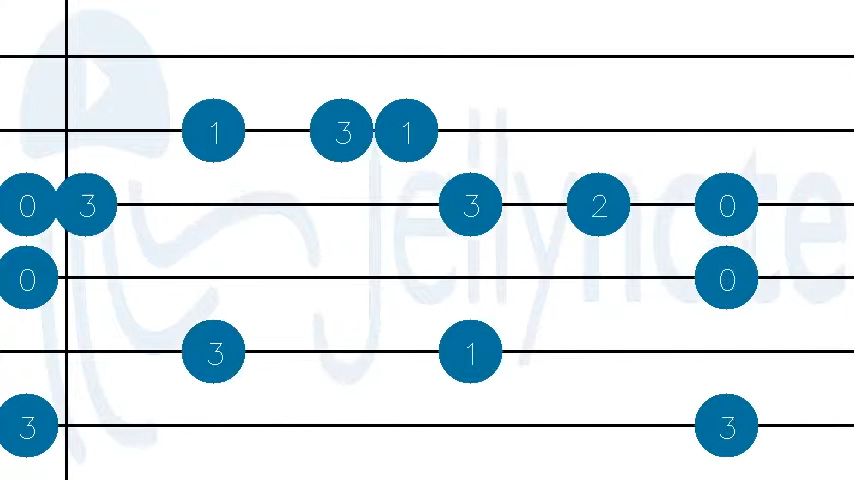 1 3 1
0 3 3 2 0
0 0
3 1
3 3
Jellynote